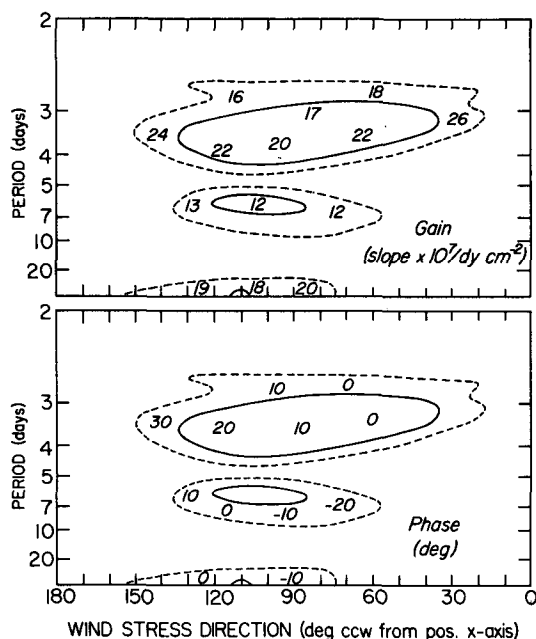 2
16 18
3
17
26
24
PERIOD (days)
22 20 22
4
5
13 12 12
7
Gain
10
(slope x 10⁷/dy cm⁻²)
20
19 18 20
2
10 0
3
30 20 10 0
PERIOD (days)
4
5
10 -20
7
0 -10
10
Phase
(deg)
20
0 -10
180 150 120 90 60 30 0
WIND STRESS DIRECTION (deg ccw from pos. x-axis)